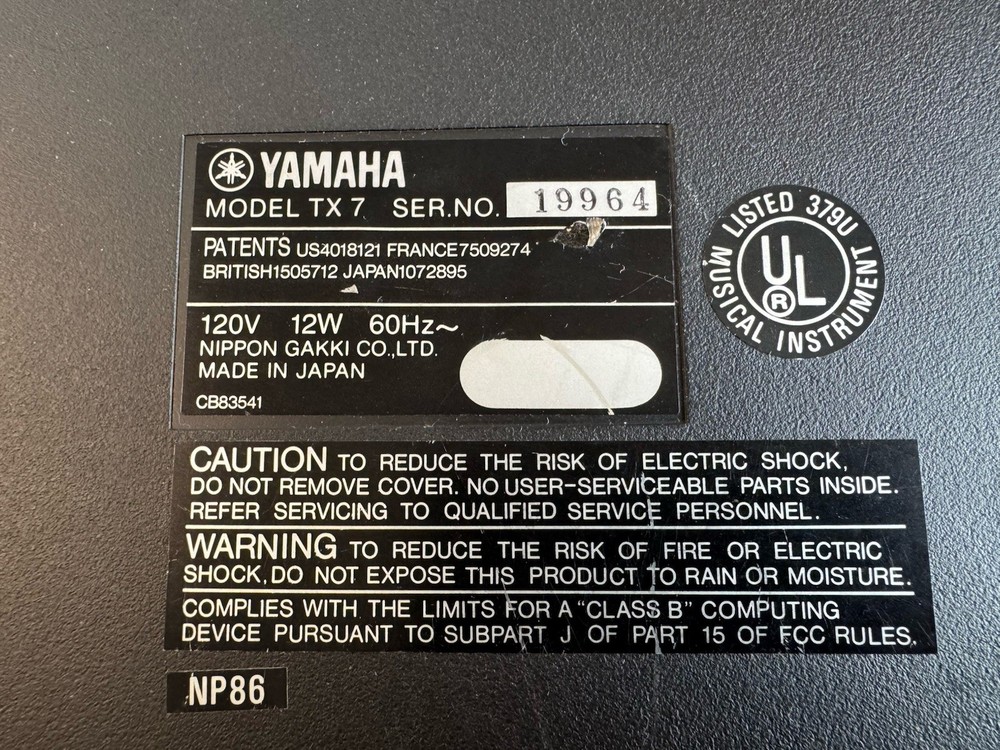 YAMAHA
MODEL TX 7 SER.NO. 19964
PATENTS US4018121 FRANCE7509274
BRITISH1505712 JAPAN1072895
120V 12W 60Hz~
NIPPON GAKKI CO.,LTD.
MADE IN JAPAN
CB83541
LISTED 379U
UL
®
MUSICAL INSTRUMENT
CAUTION TO REDUCE THE RISK OF ELECTRIC SHOCK,
DO NOT REMOVE COVER. NO USER-SERVICEABLE PARTS INSIDE.
REFER SERVICING TO QUALIFIED SERVICE PERSONNEL.
WARNING TO REDUCE THE RISK OF FIRE OR ELECTRIC
SHOCK, DO NOT EXPOSE THIS PRODUCT TO RAIN OR MOISTURE.
COMPLIES WITH THE LIMITS FOR A "CLASS B" COMPUTING
DEVICE PURSUANT TO SUBPART J OF PART 15 OF FCC RULES.
NP86